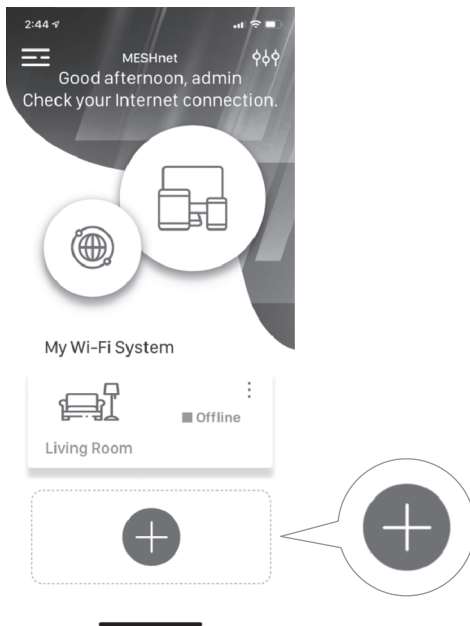 2:44
MESHnet
Good afternoon, admin
Check your Internet connection.
My Wi-Fi System
Offline
Living Room